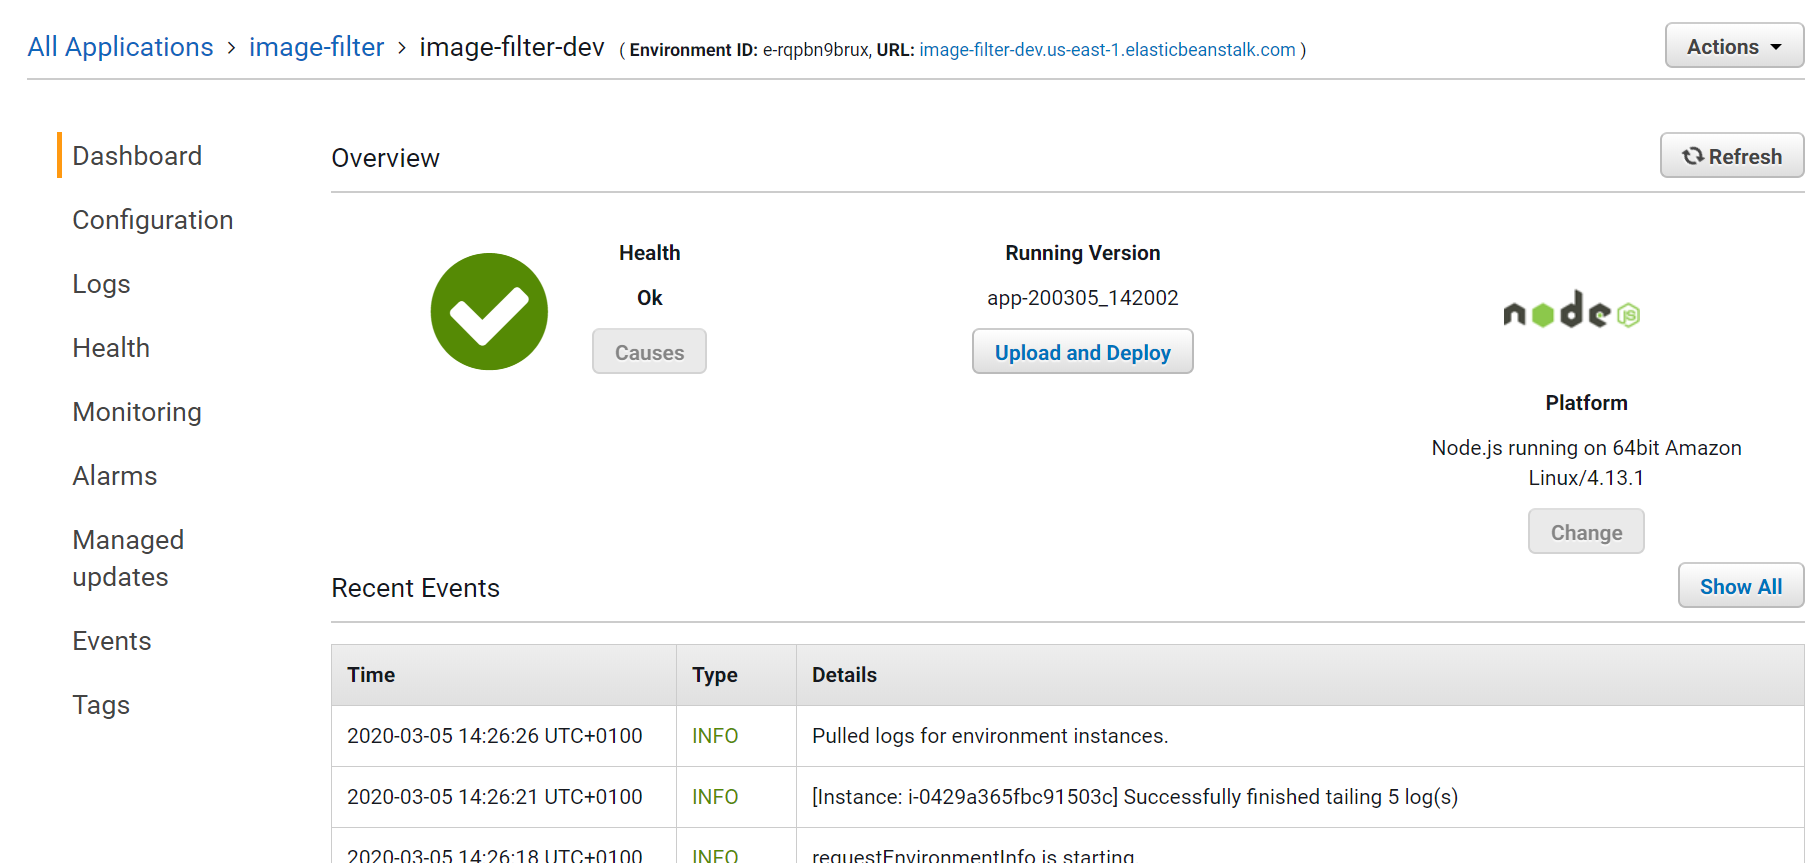 All Applications › image-filter › image-filter-dev ( Environment ID: e-rqpbn9brux, URL: image-filter-dev.us-east-1.elasticbeanstalk.com )
Actions
Dashboard
Configuration
Logs
Health
Monitoring
Alarms
Managed
updates
Events
Tags
Overview
Refresh
Health
Ok
Causes
Running Version
app-200305_142002
Upload and Deploy
node JS
Platform
Node.js running on 64bit Amazon
Linux/4.13.1
Change
Recent Events
Show All
Time Type Details
2020-03-05 14:26:26 UTC+0100 INFO Pulled logs for environment instances.
2020-03-05 14:26:21 UTC+0100 INFO [Instance: i-0429a365fbc91503c] Successfully finished tailing 5 log(s)
2020-03-05 14:26:18 UTC+0100 INFO requestEnvironmentInfo is starting.